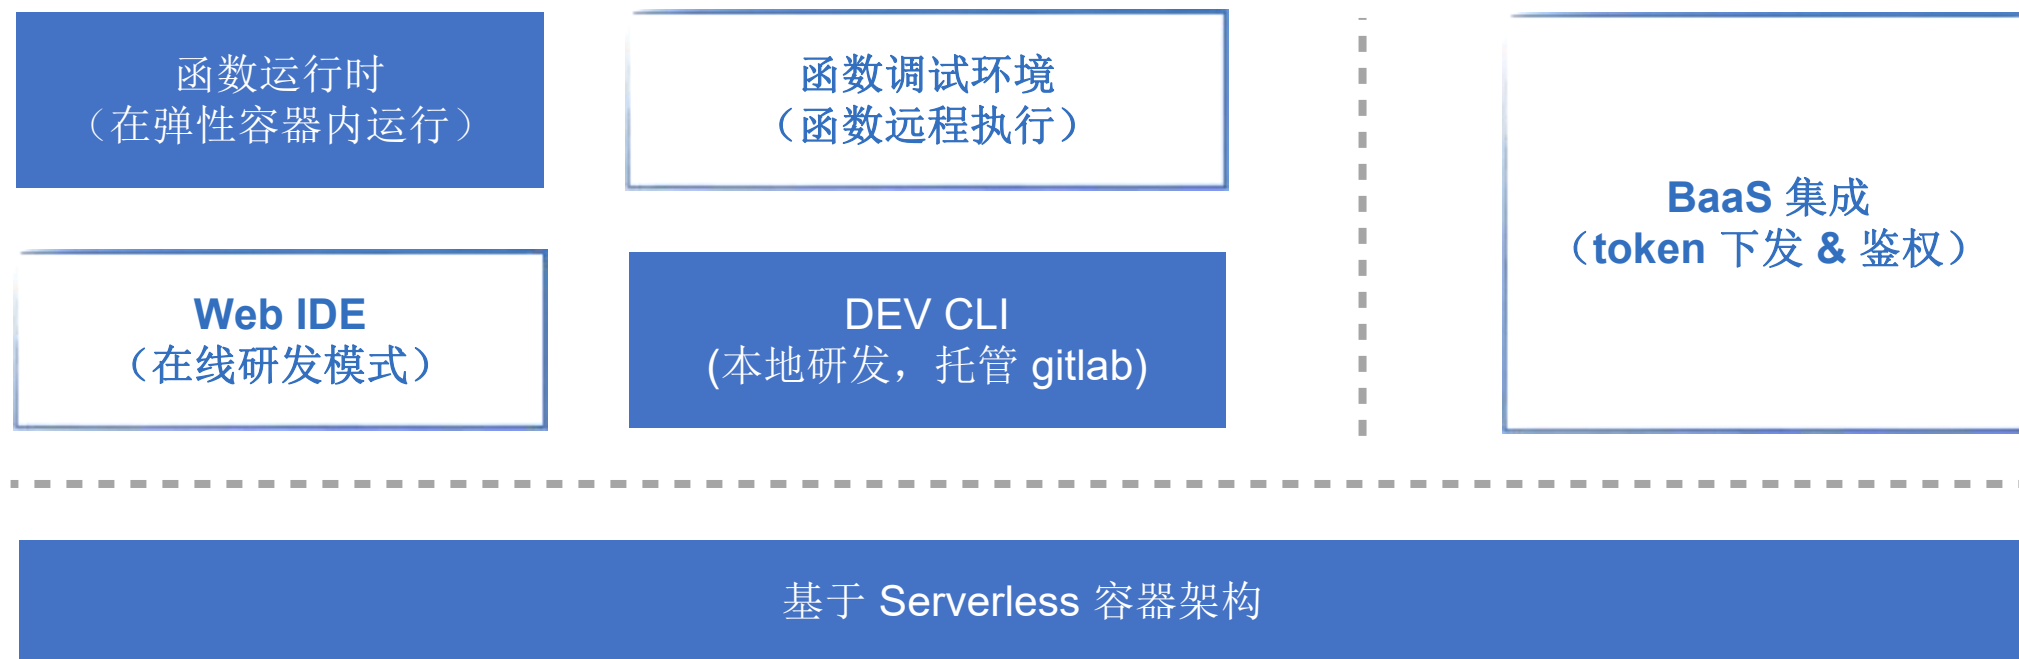 函数运行时
（在弹性容器内运行）
函数调试环境
（函数远程执行）
Web IDE
（在线研发模式）
DEV CLI
(本地研发，托管 gitlab)
BaaS 集成
（token 下发 & 鉴权）
基于 Serverless 容器架构